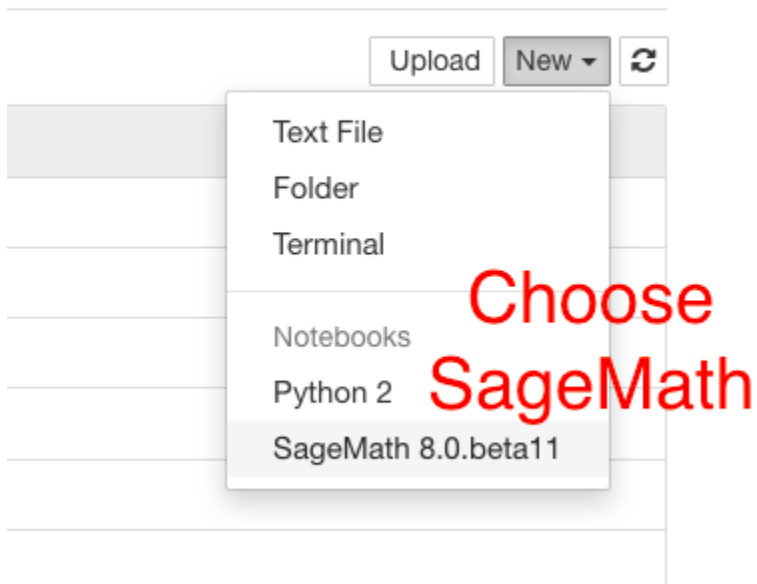 Upload New
Text File
Folder
Terminal
Choose
Notebooks
SageMath
Python 2
SageMath 8.0.beta11